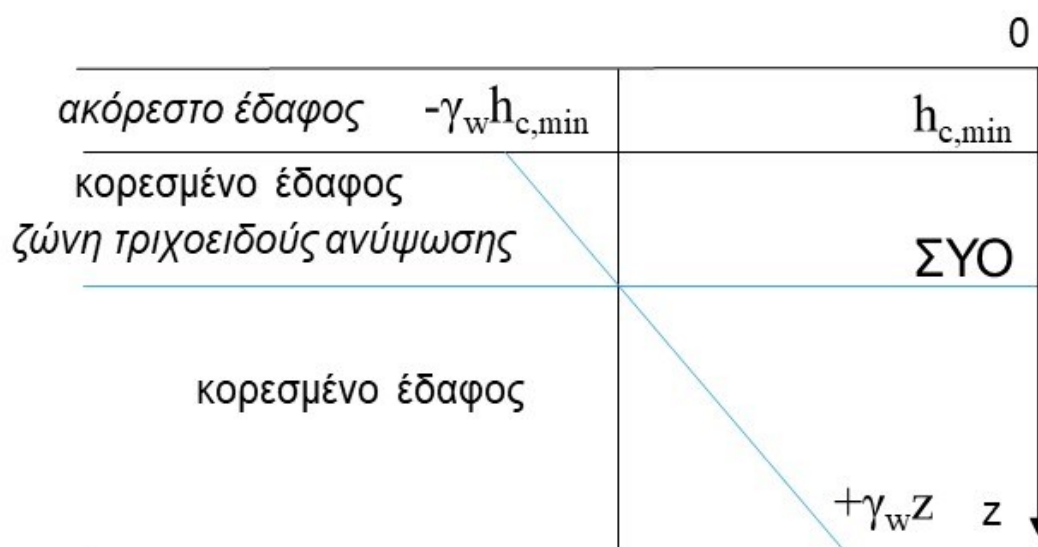 0
ακόρεστο έδαφος -γwhc,min hc,min
κορεσμένο έδαφος
ζώνη τριχοειδούς ανύψωσης ΣΥΟ
κορεσμένο έδαφος
+γwz z